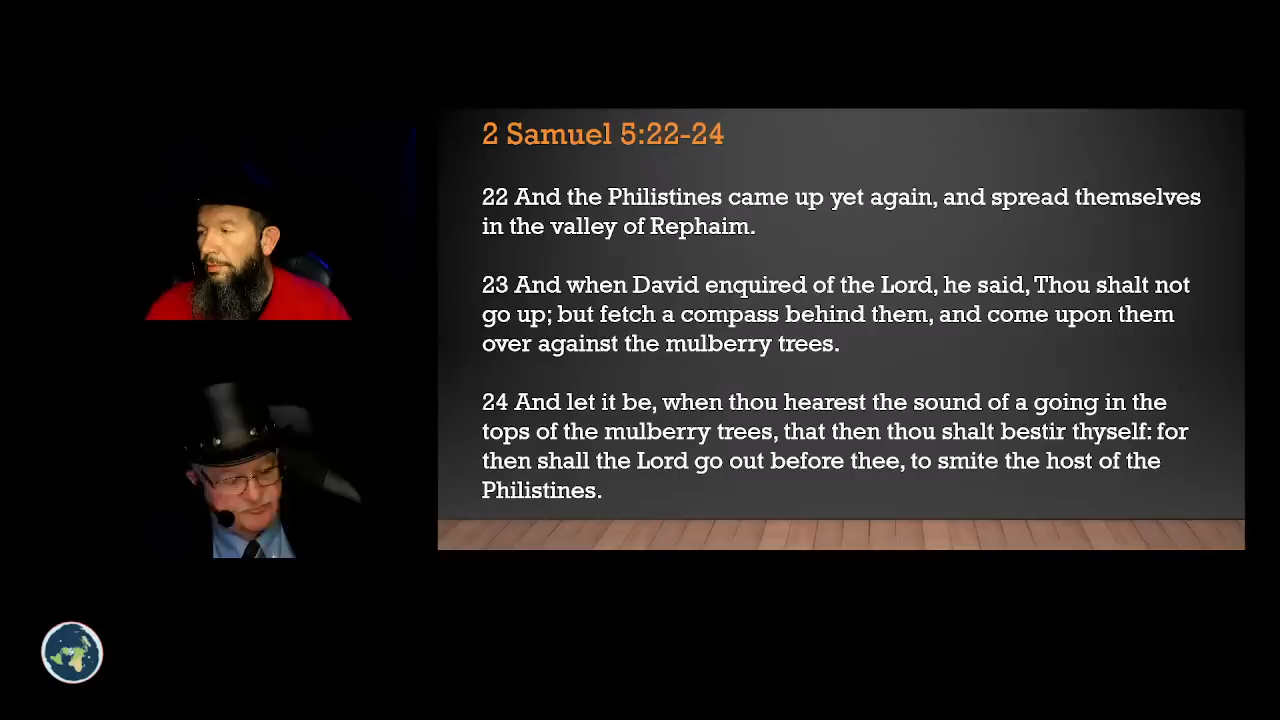 2 Samuel 5:22-24
22 And the Philistines came up yet again, and spread themselves
in the valley of Rephaim.
23 And when David enquired of the Lord, he said, Thou shalt not
go up; but fetch a compass behind them, and come upon them
over against the mulberry trees.
24 And let it be, when thou hearest the sound of a going in the
tops of the mulberry trees, that then thou shalt bestir thyself: for
then shall the Lord go out before thee, to smite the host of the
Philistines.